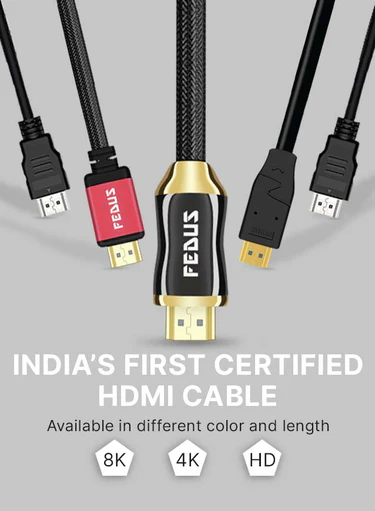 FEDUS
FEDUS
INDIA'S FIRST CERTIFIED
HDMI CABLE
Available in different color and length
8K
4K
HD